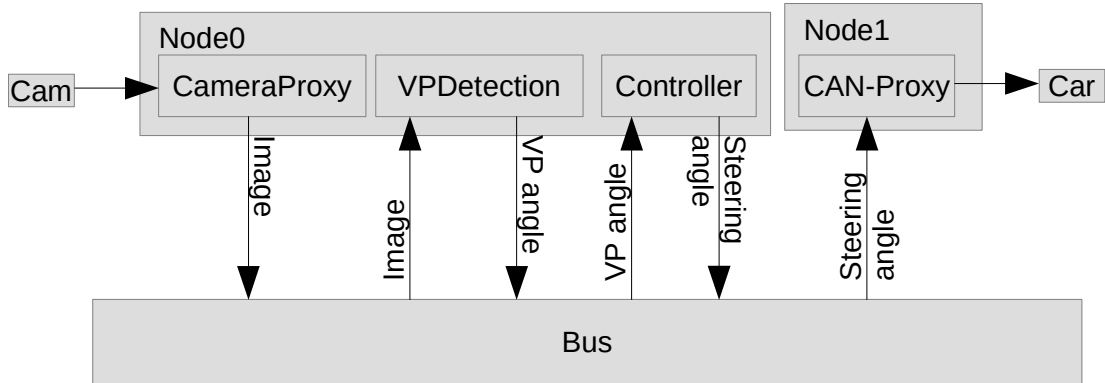 Node0
Node1
Cam
CameraProxy
VPDetection
Controller
CAN-Proxy
Car
Image
Image
VP angle
VP angle
Steering
angle
Steering
angle
Bus